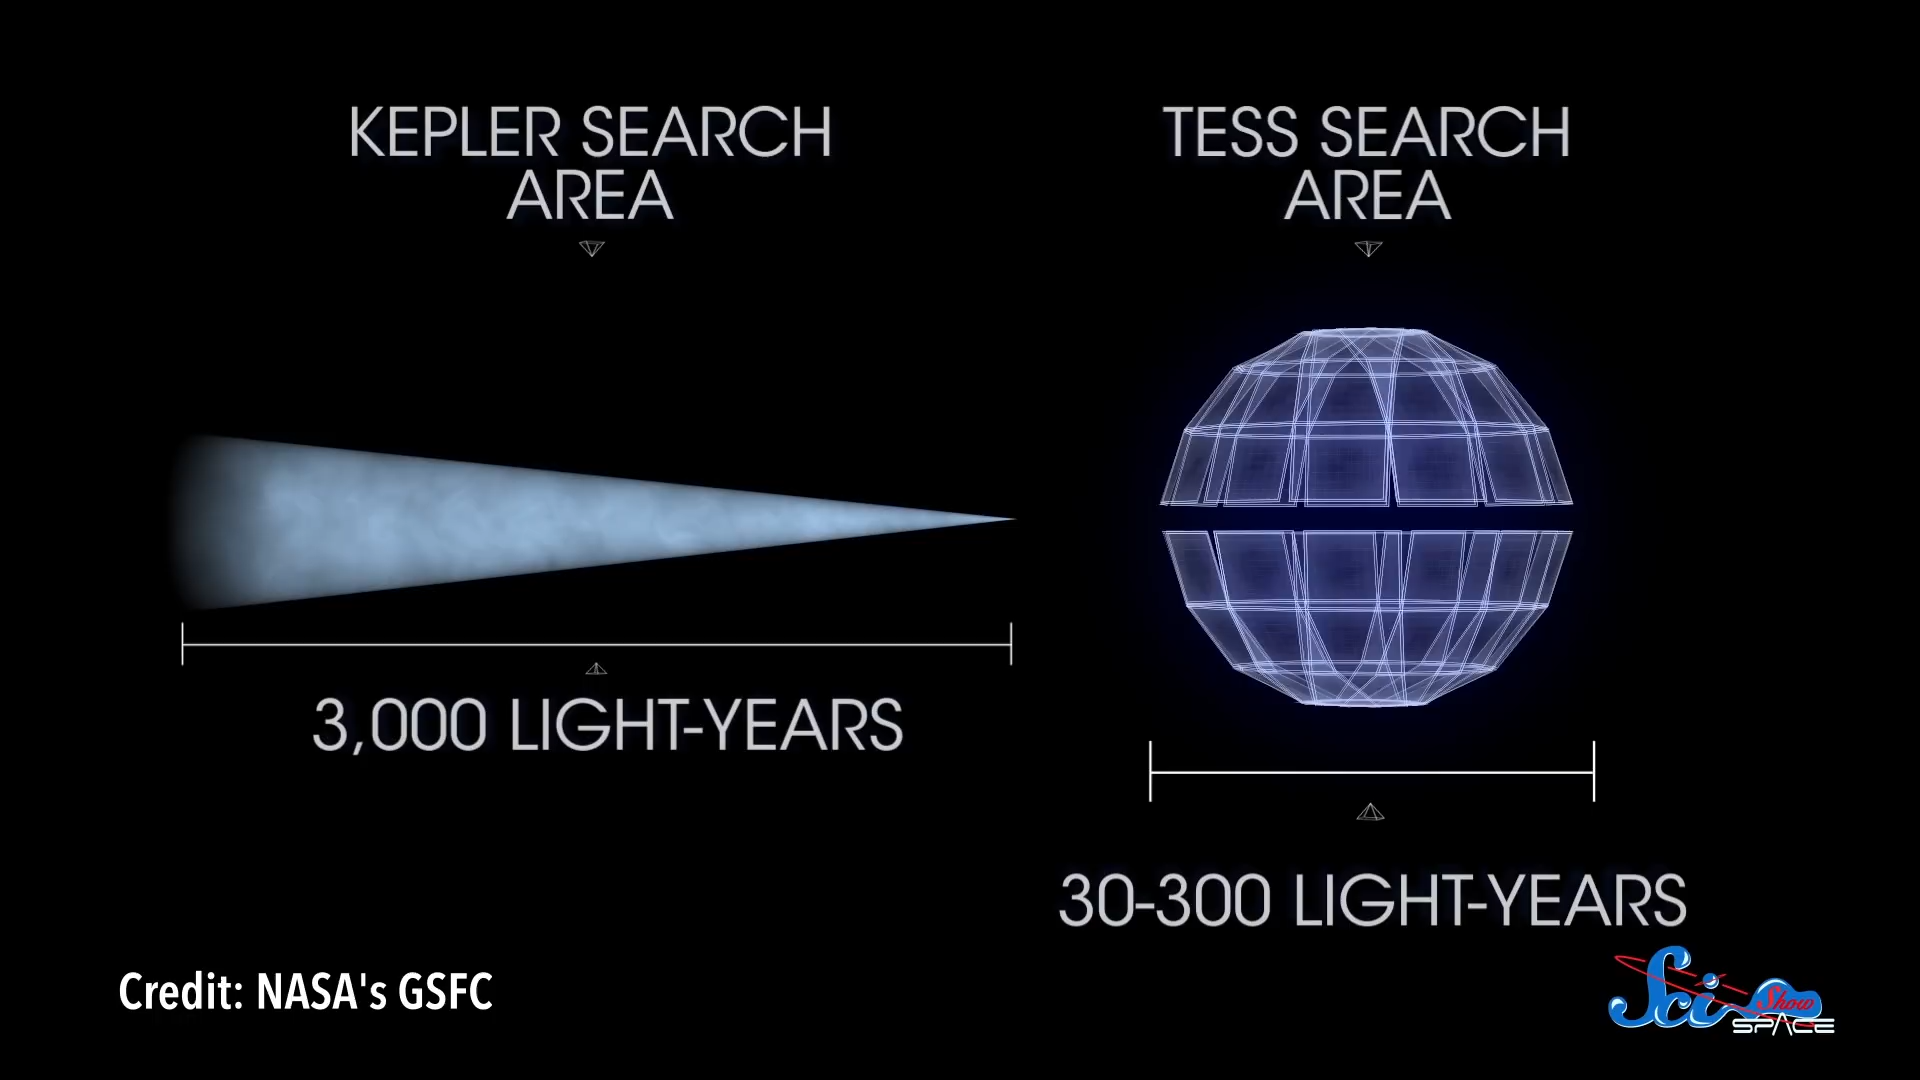 KEPLER SEARCH
AREA
TESS SEARCH
AREA
3,000 LIGHT-YEARS
30-300 LIGHT-YEARS
Credit: NASA's GSFC
Sci Show
SPACE